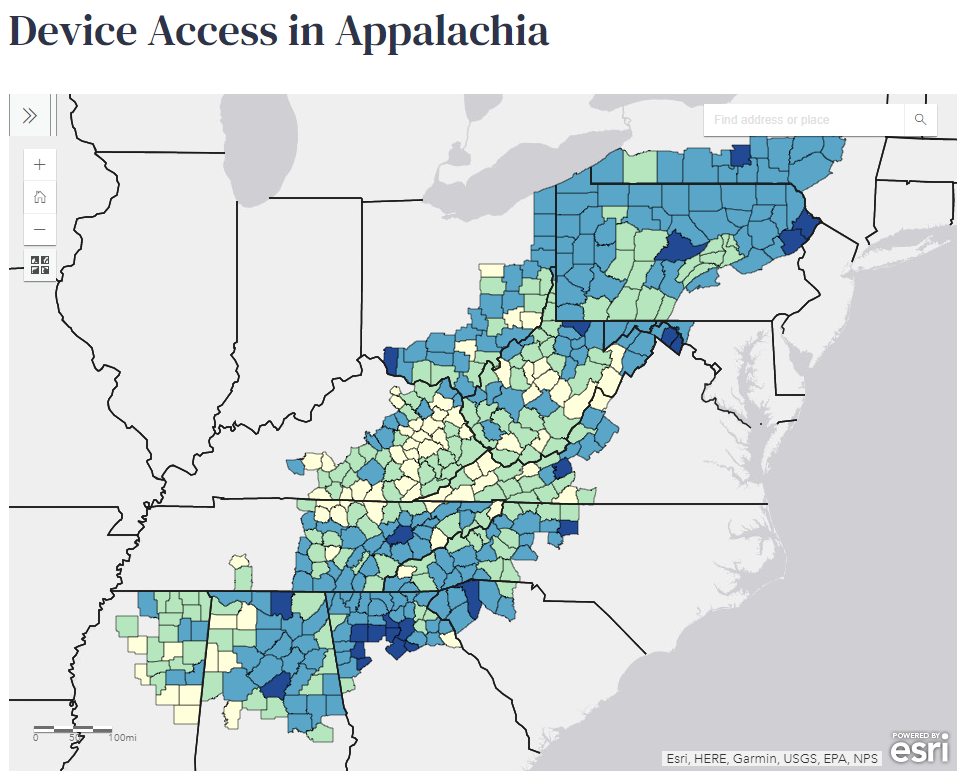 Device Access in Appalachia
Find address or place
0 50 100mi
Esri, HERE, Garmin, USGS, EPA, NPS
POWERED BY
esri